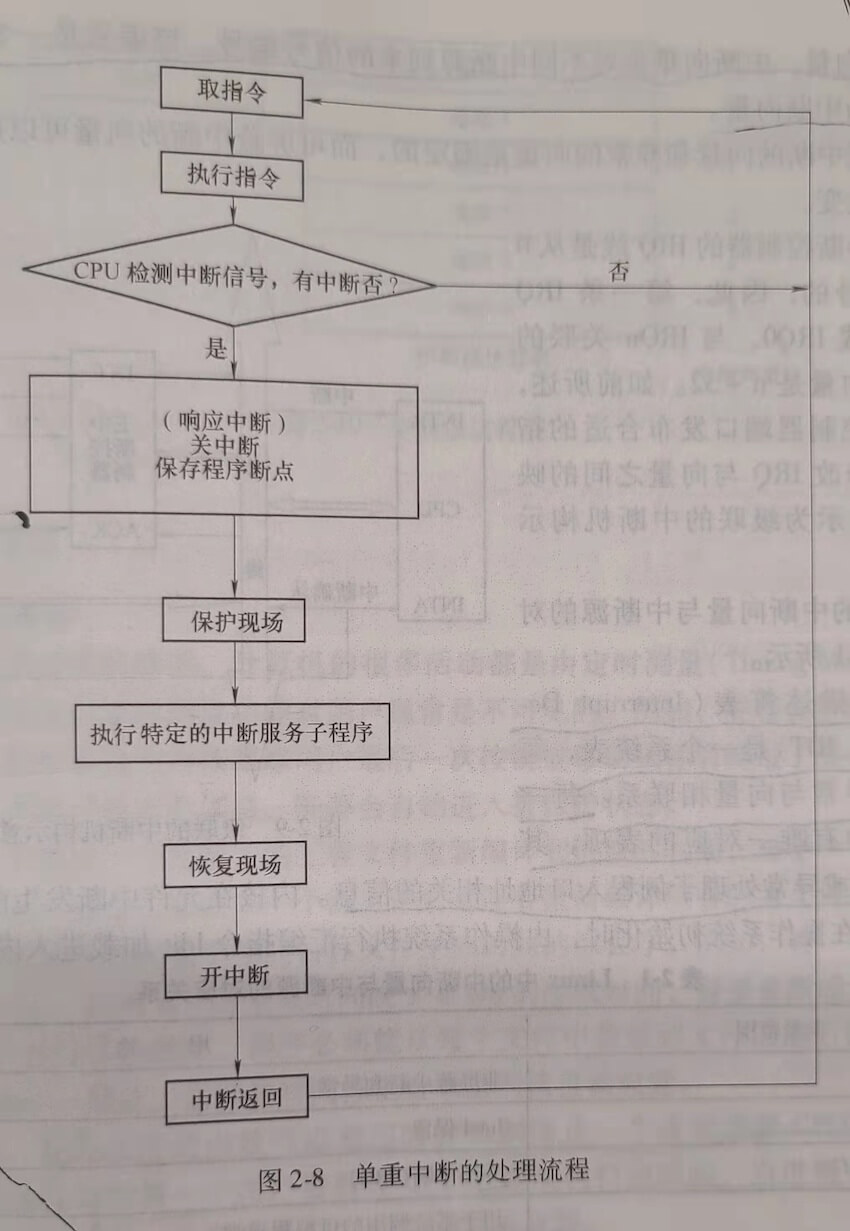 取指令
执行指令
CPU 检测中断信号，有中断否？
否
是
（响应中断）
关中断
保存程序断点
保护现场
执行特定的中断服务子程序
恢复现场
开中断
中断返回
图 2-8 单重中断的处理流程